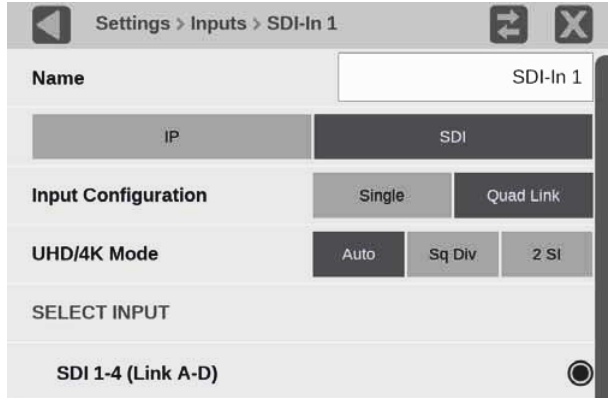 Settings > Inputs > SDI-In 1
Name SDI-In 1
IP SDI
Input Configuration Single Quad Link
UHD/4K Mode Auto Sq Div 2 SI
SELECT INPUT
SDI 1-4 (Link A-D)